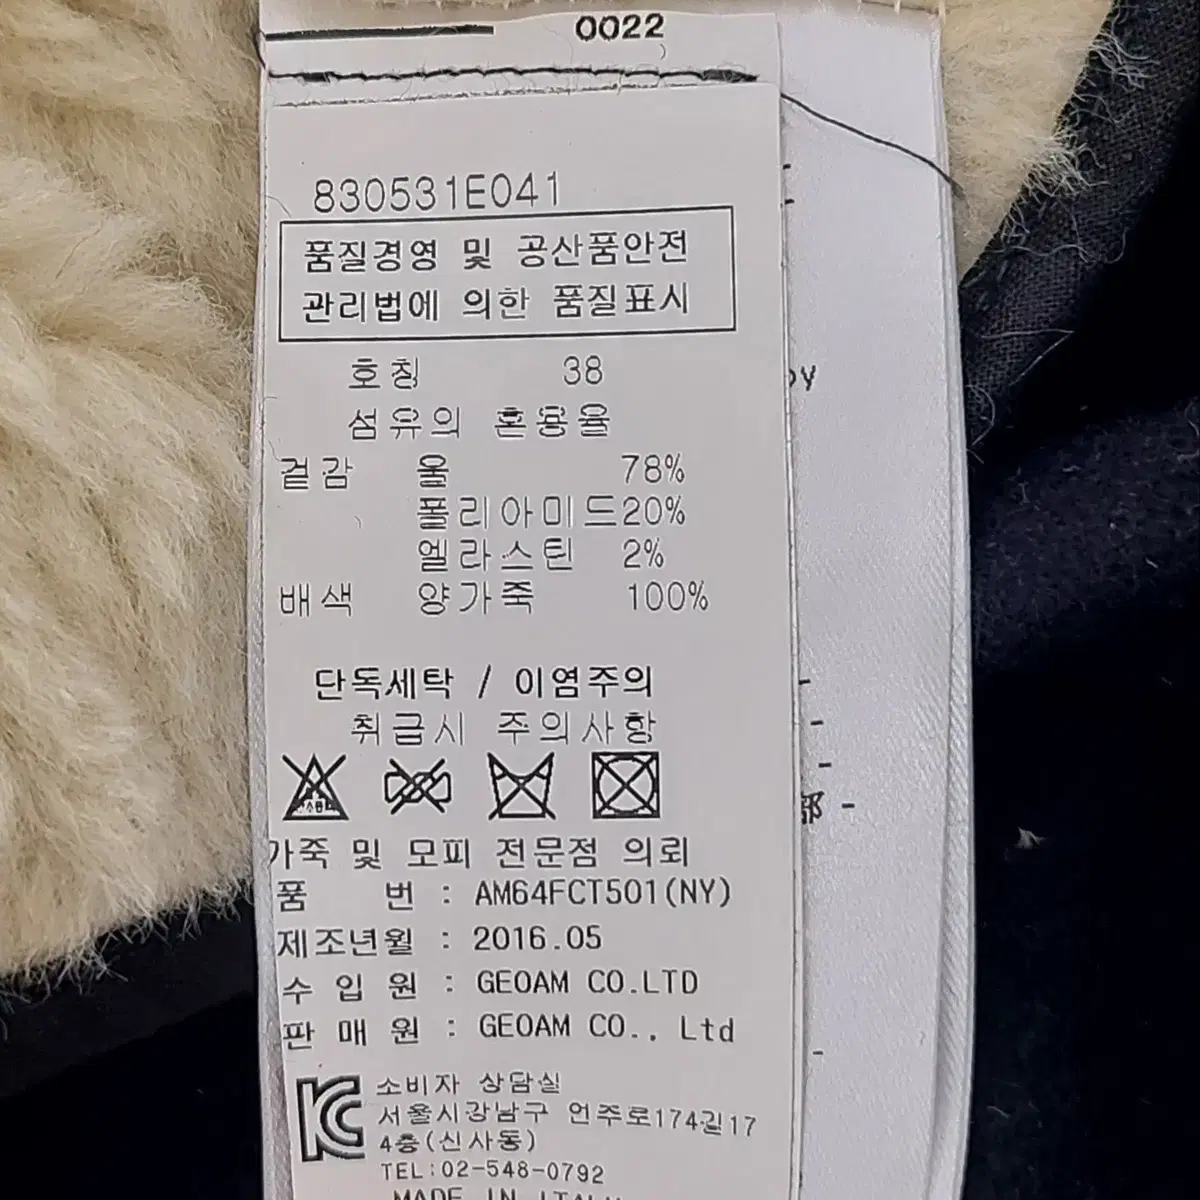 0022
830531E041
품질경영 및 공산품안전
관리법에 의한 품질표시
호칭 38
섬유의 혼용율
겉감 울 78%
폴리아미드 20%
엘라스틴 2%
배색 양가죽 100%
단독세탁 / 이염주의
취급시 주의사항
가죽 및 모피 전문점 의뢰
품 번 : AM64FCT501(NY)
제조년월 : 2016.05
수 입 원 : GEOAM CO.LTD
판 매 원 : GEOAM CO., Ltd
소비자 상담실
서울시강남구 언주로174길17
4층(신사동)
TEL:02-548-0792
MADE IN ITALY
部 -